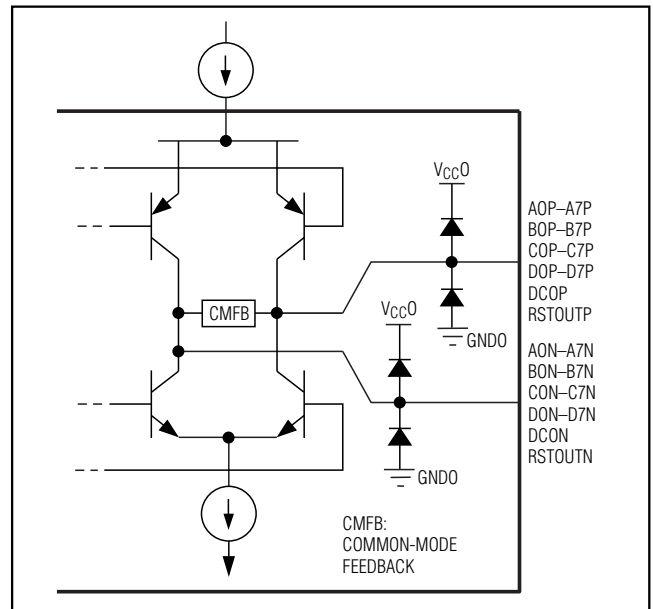 VCCO
AOP–A7P
BOP–B7P
COP–C7P
DOP–D7P
DCOP
RSTOUTP
CMFB
VCCO
GNDO
AON–A7N
BON–B7N
CON–C7N
DON–D7N
DCON
RSTOUTN
GNDO
CMFB:
COMMON-MODE
FEEDBACK